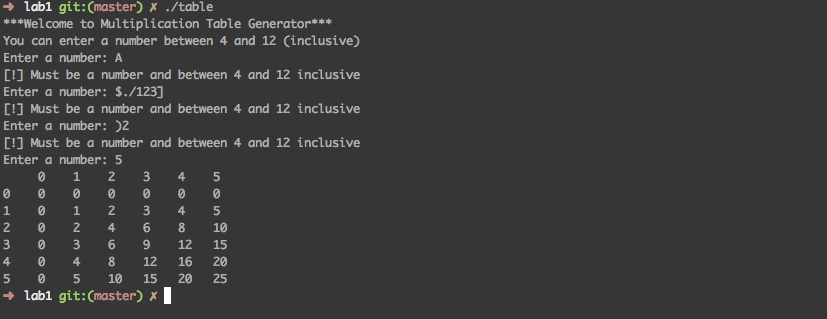 ➜  lab1 git:(master) ✗ ./table
***Welcome to Multiplication Table Generator***
You can enter a number between 4 and 12 (inclusive)
Enter a number: A
[!] Must be a number and between 4 and 12 inclusive
Enter a number: $./123]
[!] Must be a number and between 4 and 12 inclusive
Enter a number: )2
[!] Must be a number and between 4 and 12 inclusive
Enter a number: 5
     0    1    2    3    4    5
0    0    0    0    0    0    0
1    0    1    2    3    4    5
2    0    2    4    6    8    10
3    0    3    6    9    12   15
4    0    4    8    12   16   20
5    0    5    10   15   20   25
➜  lab1 git:(master) ✗